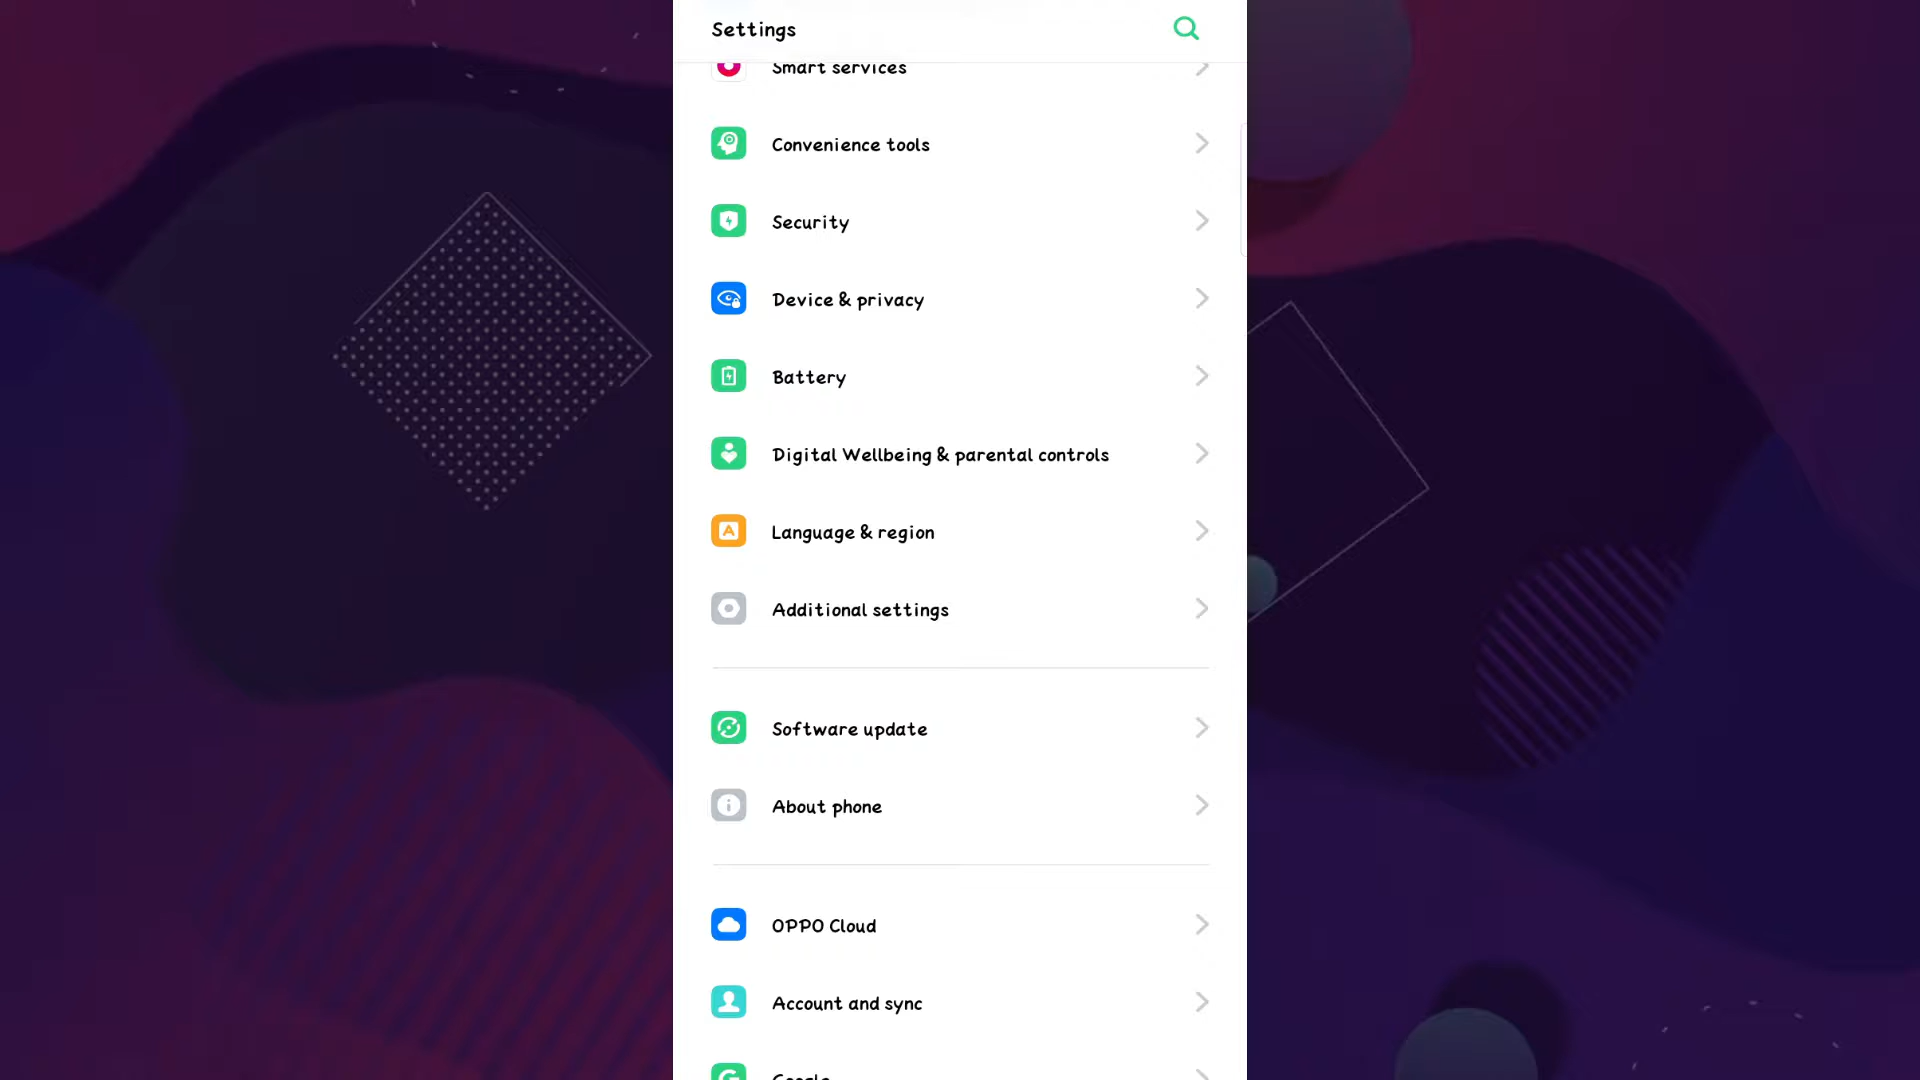 Settings
Smart services
Convenience tools
Security
Device & privacy
Battery
Digital Wellbeing & parental controls
Language & region
Additional settings
Software update
About phone
OPPO Cloud
Account and sync
Google